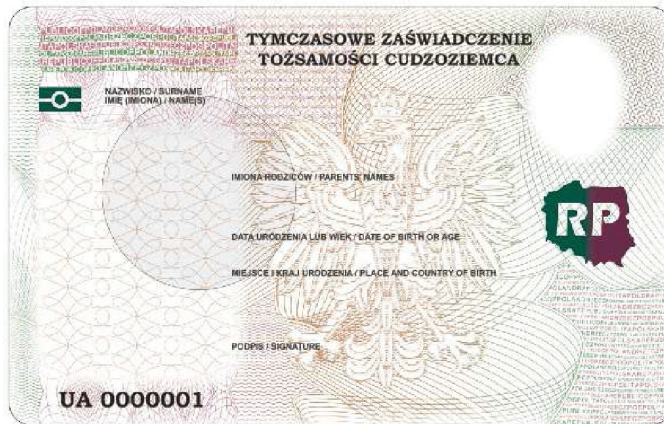 TYMCZASOWE ZAŚWIADCZENIE
TOŻSAMOŚCI CUDZOZIEMCA
NAZWISKO / SURNAME
IMIĘ (IMIONA) / NAME(S)
IMIONA RODZICÓW / PARENTS' NAMES
RP
DATA URODZENIA LUB WIEK / DATE OF BIRTH OR AGE
MIEJSCE I KRAJ URODZENIA / PLACE AND COUNTRY OF BIRTH
PODPIS / SIGNATURE
UA 0000001